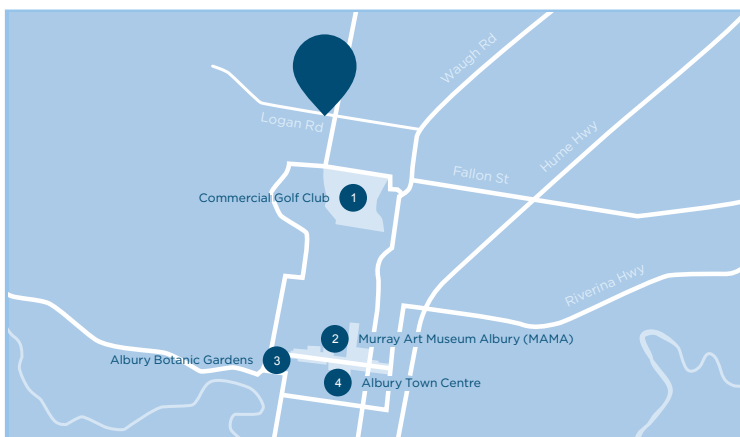 Waugh Rd
Logan Rd
Hume Hwy
Fallon St
Commercial Golf Club
1
Riverina Hwy
2
Murray Art Museum Albury (MAMA)
Albury Botanic Gardens
3
4
Albury Town Centre